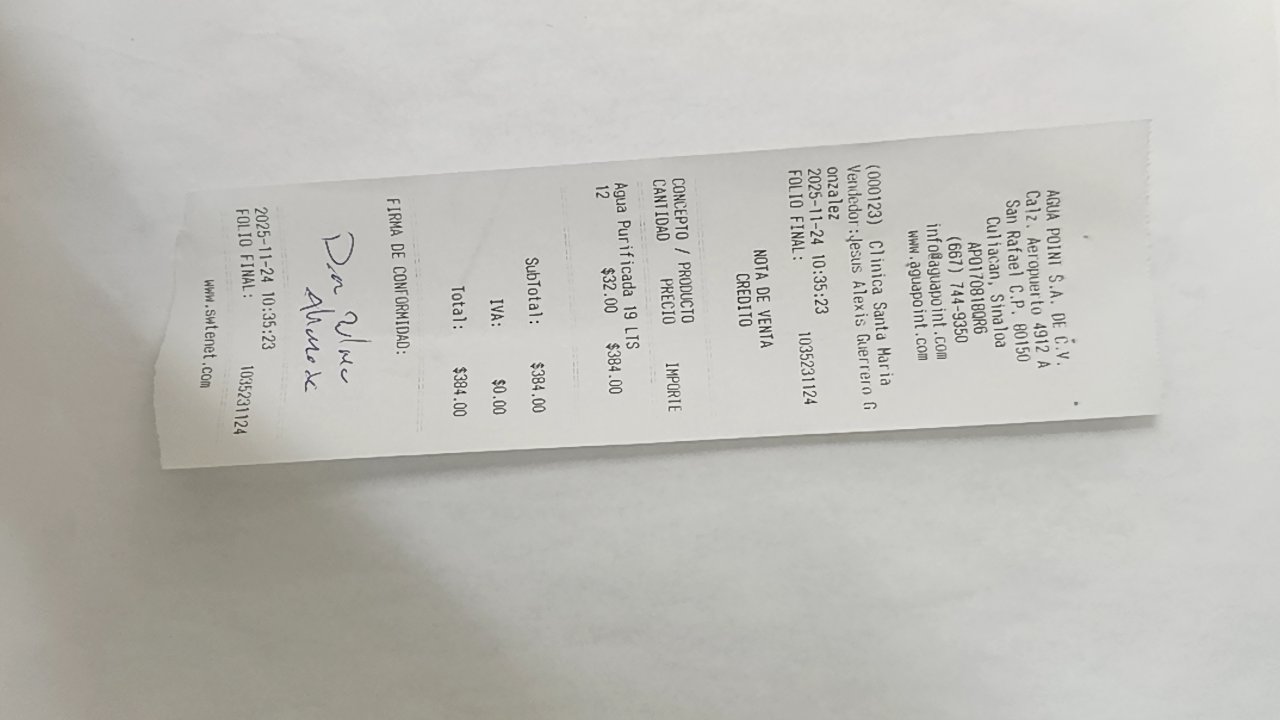 AGUA POINT S.A. DE C.V.
Calz. Aeropuerto 4912 A
San Rafael C.P. 80150
Culiacan, Sinaloa
APO170818QR6
(667) 744-9350
info@aguapoint.com
www.aguapoint.com
(000123) Clinica Santa Maria
Vendedor:Jesus Alexis Guerrero G
onzalez
2025-11-24 10:35:23
FOLIO FINAL: 1035231124
NOTA DE VENTA
CREDITO
CONCEPTO / PRODUCTO
CANTIDAD PRECIO IMPORTE
Agua Purificada 19 LTS
12 $32.00 $384.00
SubTotal: $384.00
IVA: $0.00
Total: $384.00
FIRMA DE CONFORMIDAD:
2025-11-24 10:35:23
FOLIO FINAL: 1035231124
www.swtenet.com